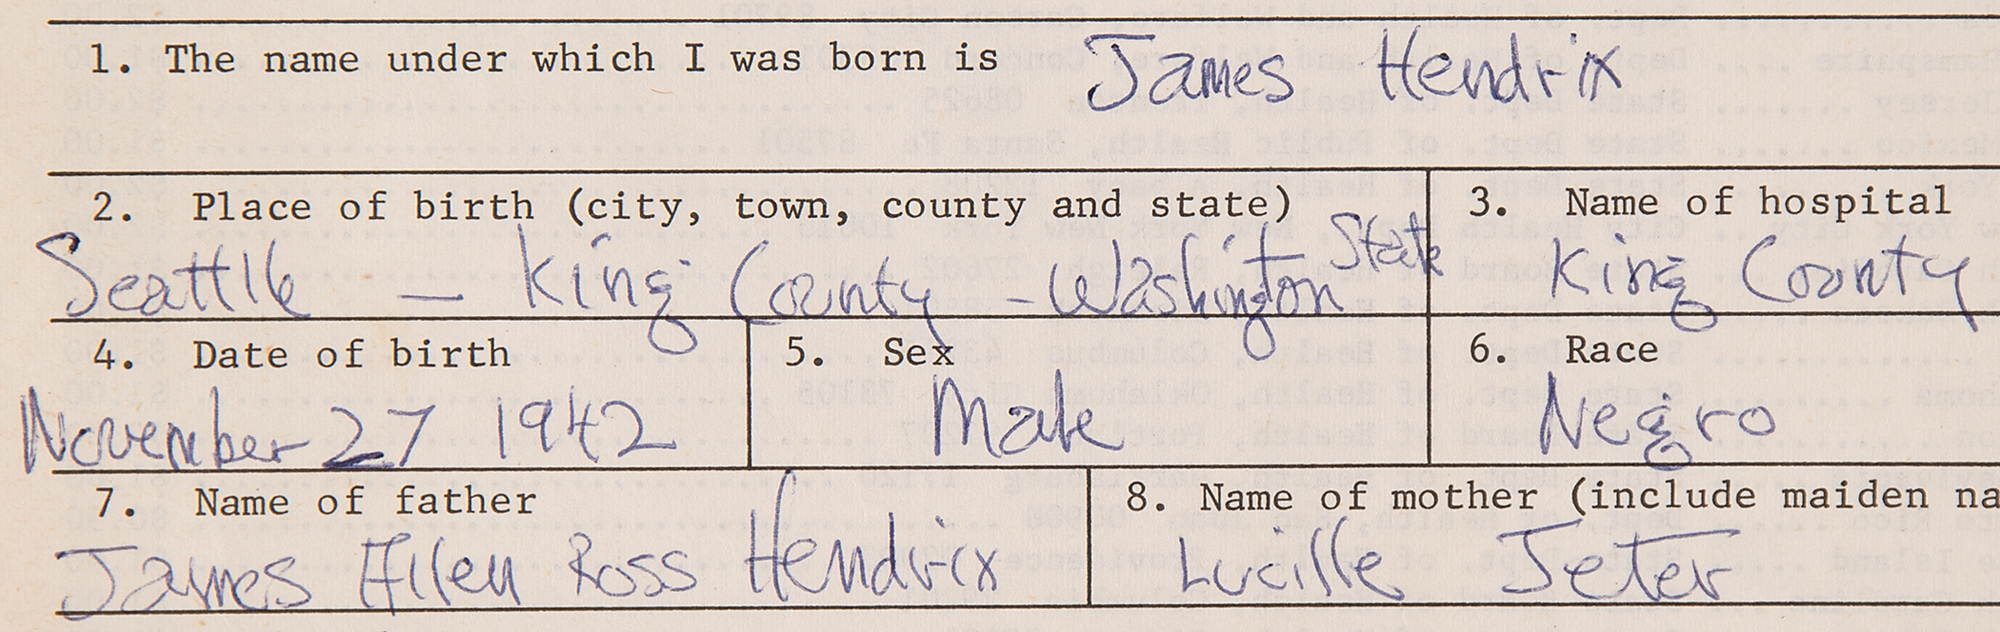 1. The name under which I was born is James Hendrix
2. Place of birth (city, town, county and state) 3. Name of hospital
Seattle — King County - Washington State King County
4. Date of birth 5. Sex 6. Race
November 27 1942 Male Negro
7. Name of father 8. Name of mother (include maiden na
James Allen Ross Hendrix Lucille Jeter